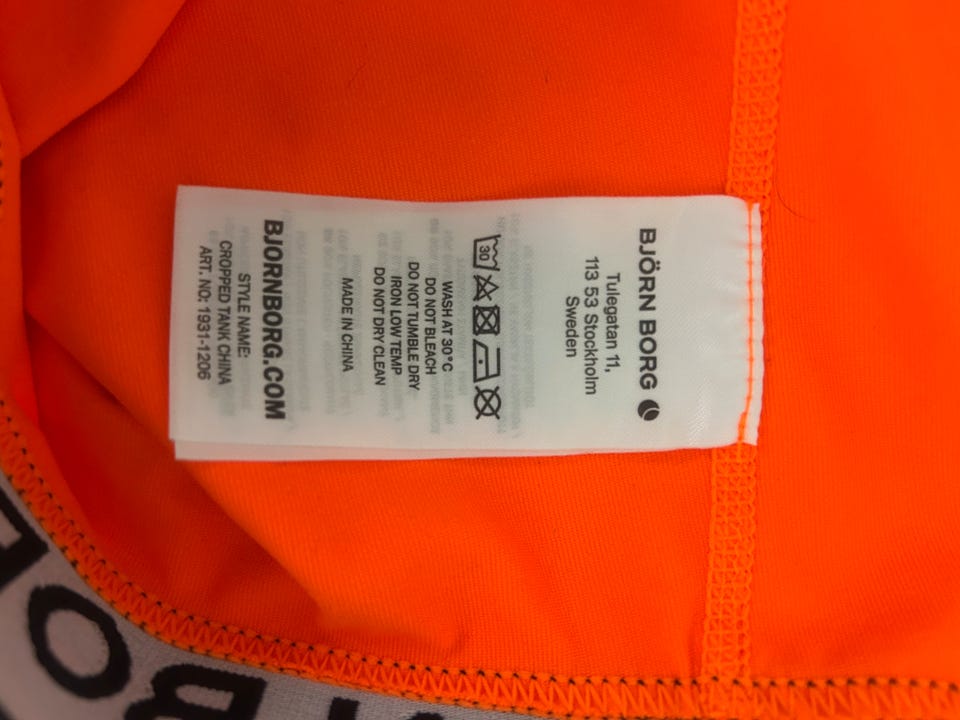 BJÖRN BORG
Tulegatan 11,
113 53 Stockholm
Sweden
30
WASH AT 30°C
DO NOT BLEACH
DO NOT TUMBLE DRY
IRON LOW TEMP
DO NOT DRY CLEAN
MADE IN CHINA
BJORNBORG.COM
STYLE NAME:
CROPPED TANK CHINA
ART. NO: 1931-1206